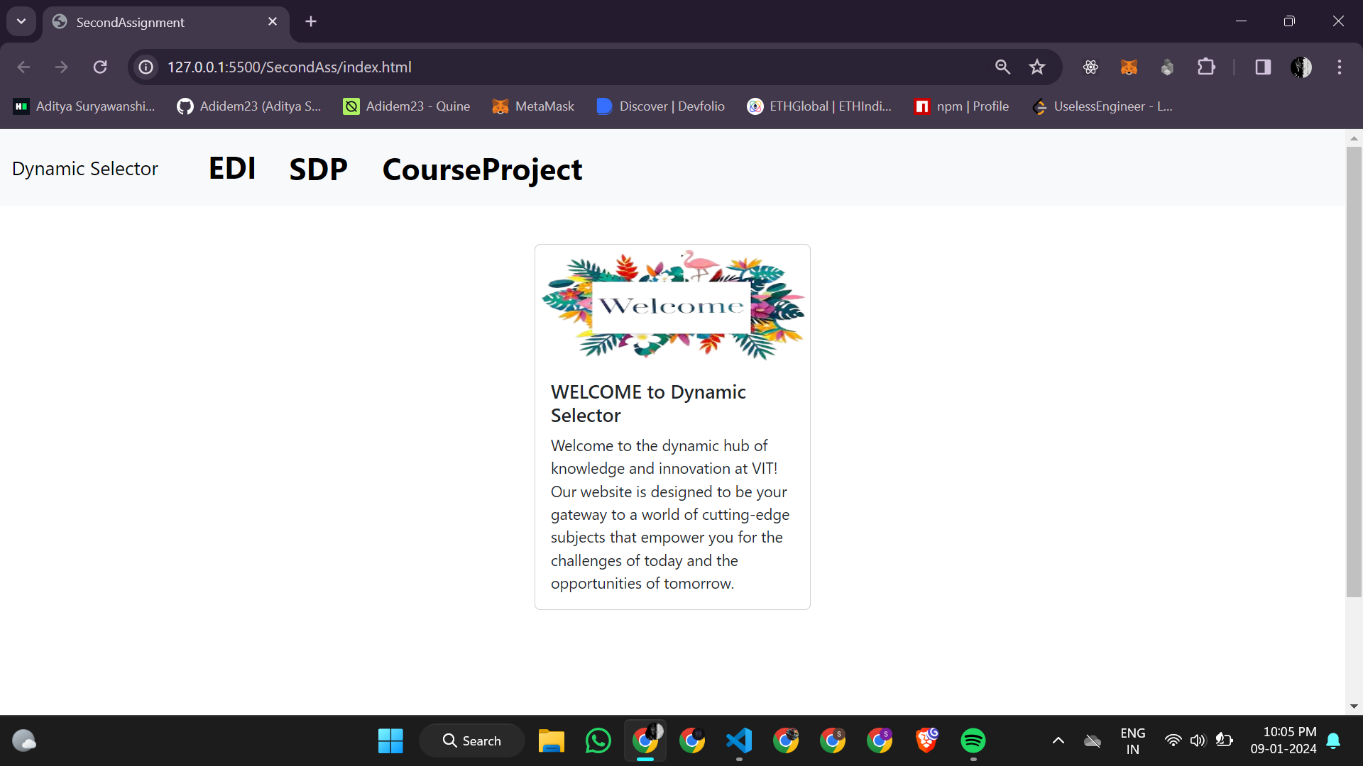 SecondAssignment
127.0.0.1:5500/SecondAss/index.html
Aditya Suryawanshi... Adidem23 (Aditya S... Adidem23 - Quine MetaMask Discover | Devfolio ETHGlobal | ETHIndi... npm | Profile UselessEngineer - L...
Dynamic Selector EDI SDP CourseProject
Welcome
WELCOME to Dynamic
Selector
Welcome to the dynamic hub of
knowledge and innovation at VIT!
Our website is designed to be your
gateway to a world of cutting-edge
subjects that empower you for the
challenges of today and the
opportunities of tomorrow.
Search
ENG
IN
10:05 PM
09-01-2024